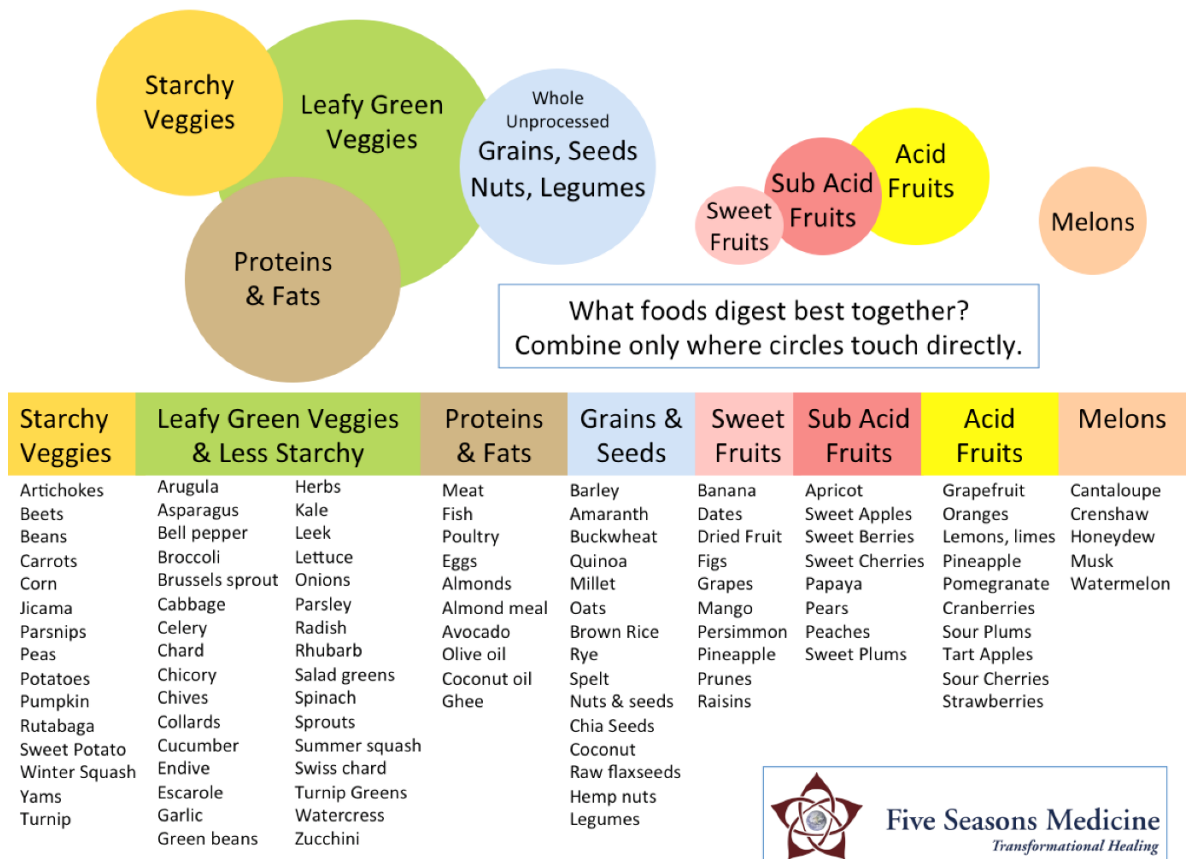 Starchy
Veggies
Leafy Green
Veggies
Whole
Unprocessed
Grains, Seeds
Nuts, Legumes
Proteins
& Fats
Sweet
Fruits
Sub Acid
Fruits
Acid
Fruits
Melons
What foods digest best together?
Combine only where circles touch directly.
Starchy
Veggies
Artichokes
Beets
Beans
Carrots
Corn
Jicama
Parsnips
Peas
Potatoes
Pumpkin
Rutabaga
Sweet Potato
Winter Squash
Yams
Turnip
Leafy Green Veggies
& Less Starchy
Arugula
Asparagus
Bell pepper
Broccoli
Brussels sprout
Cabbage
Celery
Chard
Chicory
Chives
Collards
Cucumber
Endive
Escarole
Garlic
Green beans
Herbs
Kale
Leek
Lettuce
Onions
Parsley
Radish
Rhubarb
Salad greens
Spinach
Sprouts
Summer squash
Swiss chard
Turnip Greens
Watercress
Zucchini
Proteins
& Fats
Meat
Fish
Poultry
Eggs
Almonds
Almond meal
Avocado
Olive oil
Coconut oil
Ghee
Grains &
Seeds
Barley
Amaranth
Buckwheat
Quinoa
Millet
Oats
Brown Rice
Rye
Spelt
Nuts & seeds
Chia Seeds
Coconut
Raw flaxseeds
Hemp nuts
Legumes
Sweet
Fruits
Banana
Dates
Dried Fruit
Figs
Grapes
Mango
Persimmon
Pineapple
Prunes
Raisins
Sub Acid
Fruits
Apricot
Sweet Apples
Sweet Berries
Sweet Cherries
Papaya
Pears
Peaches
Sweet Plums
Acid
Fruits
Grapefruit
Oranges
Lemons, limes
Pineapple
Pomegranate
Cranberries
Sour Plums
Tart Apples
Sour Cherries
Strawberries
Melons
Cantaloupe
Crenshaw
Honeydew
Musk
Watermelon
Five Seasons Medicine
Transformational Healing